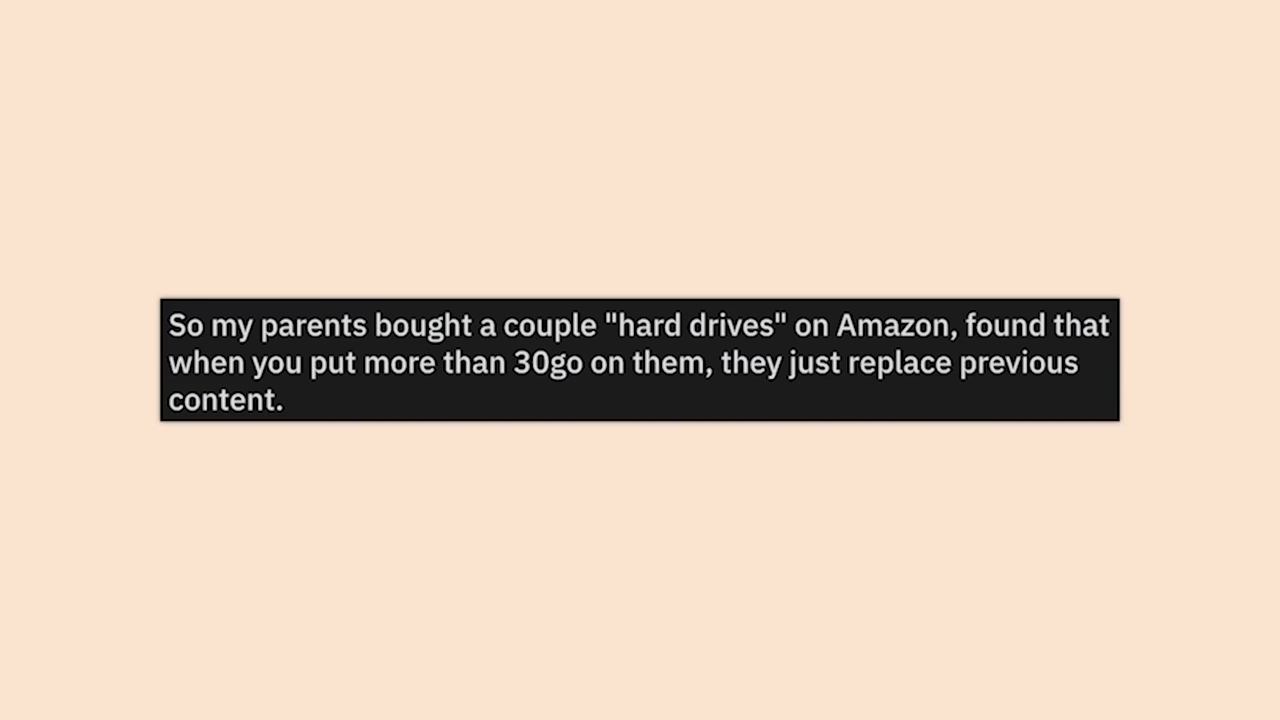 So my parents bought a couple "hard drives" on Amazon, found that
when you put more than 30go on them, they just replace previous
content.